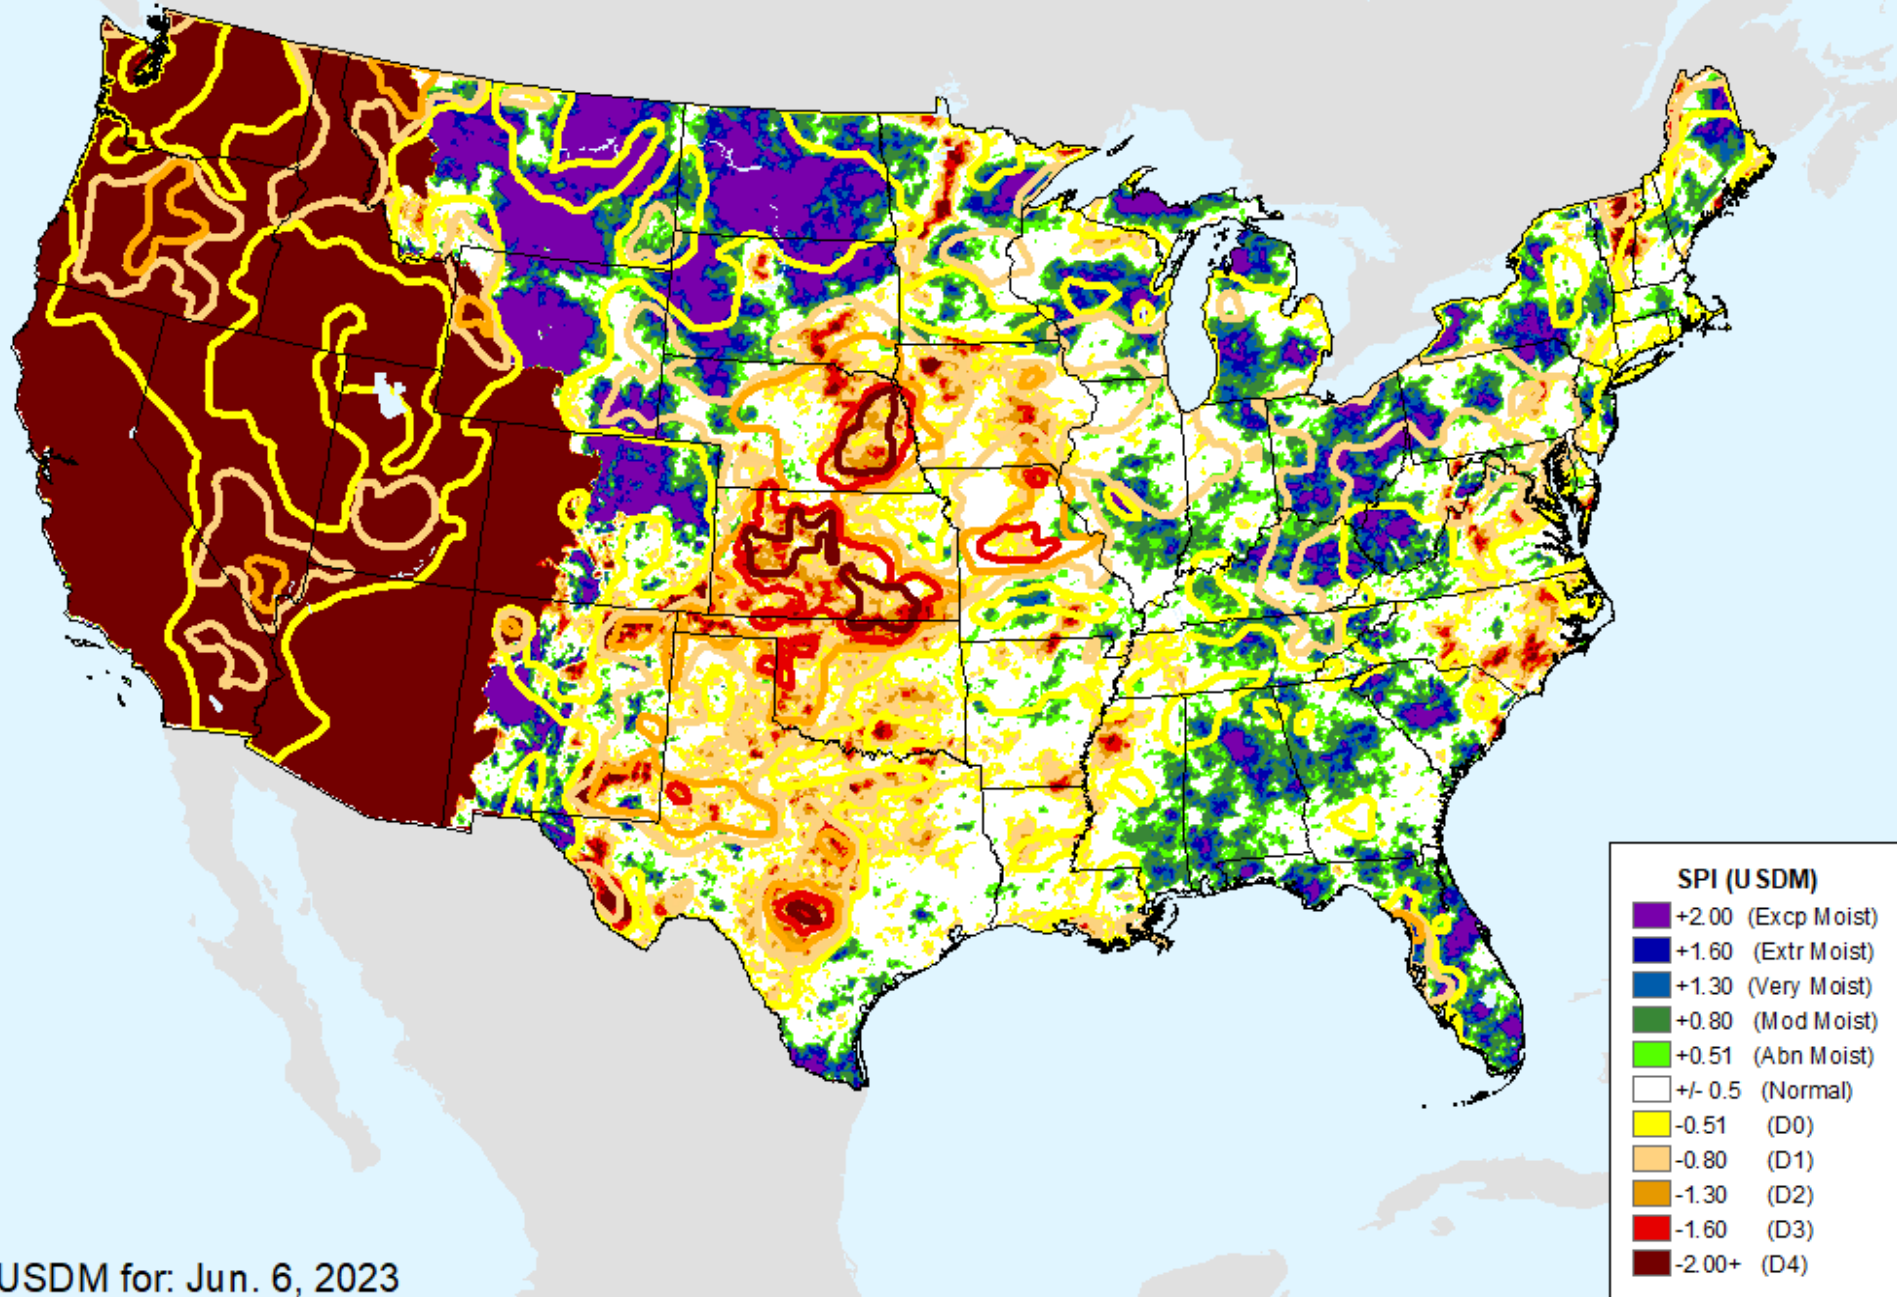 SPI (USDM)
+2.00 (Excp Moist)
+1.60 (Extr Moist)
+1.30 (Very Moist)
+0.80 (Mod Moist)
+0.51 (Abn Moist)
+/- 0.5 (Normal)
-0.51 (D0)
-0.80 (D1)
-1.30 (D2)
-1.60 (D3)
-2.00+ (D4)
USDM for: Jun. 6, 2023